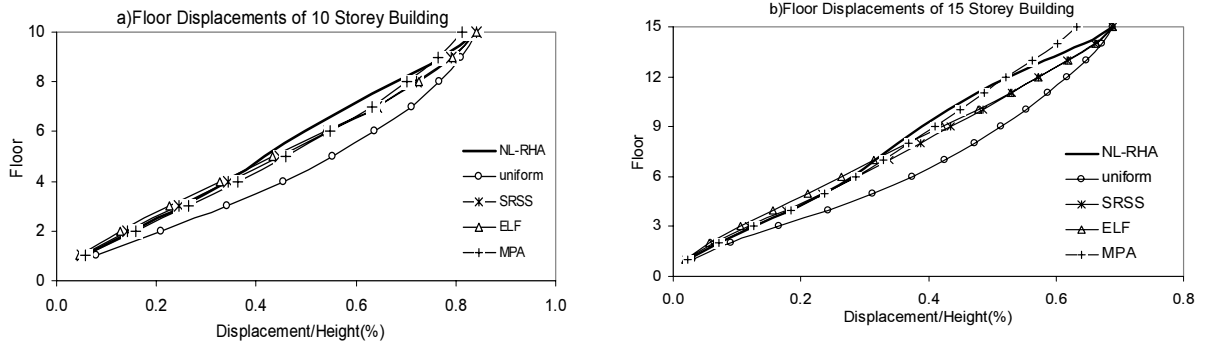 a)Floor Displacements of 10 Storey Building
10
8
6
4
2
0
Floor
NL-RHA
uniform
SRSS
ELF
MPA
0.0 0.2 0.4 0.6 0.8 1.0
Displacement/Height(%)
b)Floor Displacements of 15 Storey Building
15
12
9
6
3
0
Floor
NL-RHA
uniform
SRSS
ELF
MPA
0.0 0.2 0.4 0.6 0.8
Displacement/Height(%)